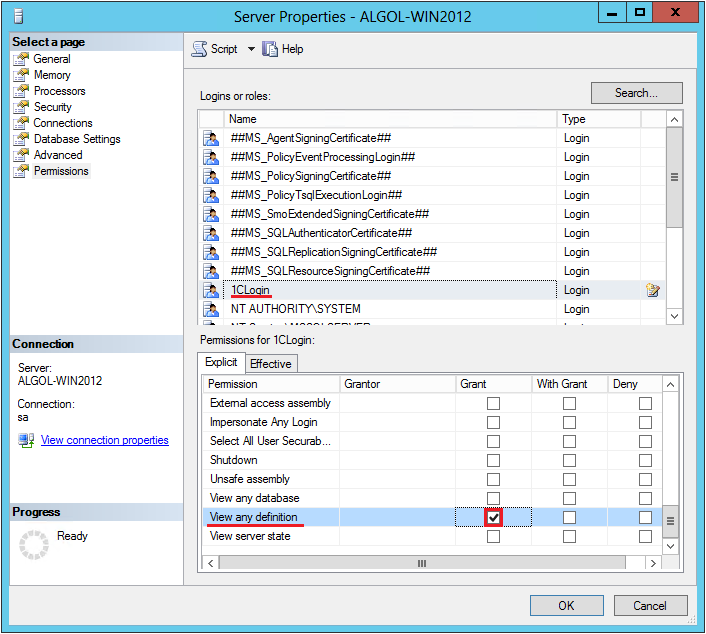 Server Properties - ALGOL-WIN2012
Select a page
General
Memory
Processors
Security
Connections
Database Settings
Advanced
Permissions
Connection
Server:
ALGOL-WIN2012
Connection:
sa
View connection properties
Progress
Ready
Script Help
Logins or roles:
Search...
Name Type
##MS_AgentSigningCertificate## Login
##MS_PolicyEventProcessingLogin## Login
##MS_PolicySigningCertificate## Login
##MS_PolicyTsqlExecutionLogin## Login
##MS_SmoExtendedSigningCertificate## Login
##MS_SQLAuthenticatorCertificate## Login
##MS_SQLReplicationSigningCertificate## Login
##MS_SQLResourceSigningCertificate## Login
1CLogin Login
NT AUTHORITY\SYSTEM Login
Permissions for 1CLogin:
Explicit Effective
Permission Grantor Grant With Grant Deny
External access assembly
Impersonate Any Login
Select All User Securab...
Shutdown
Unsafe assembly
View any database
View any definition
View server state
OK Cancel